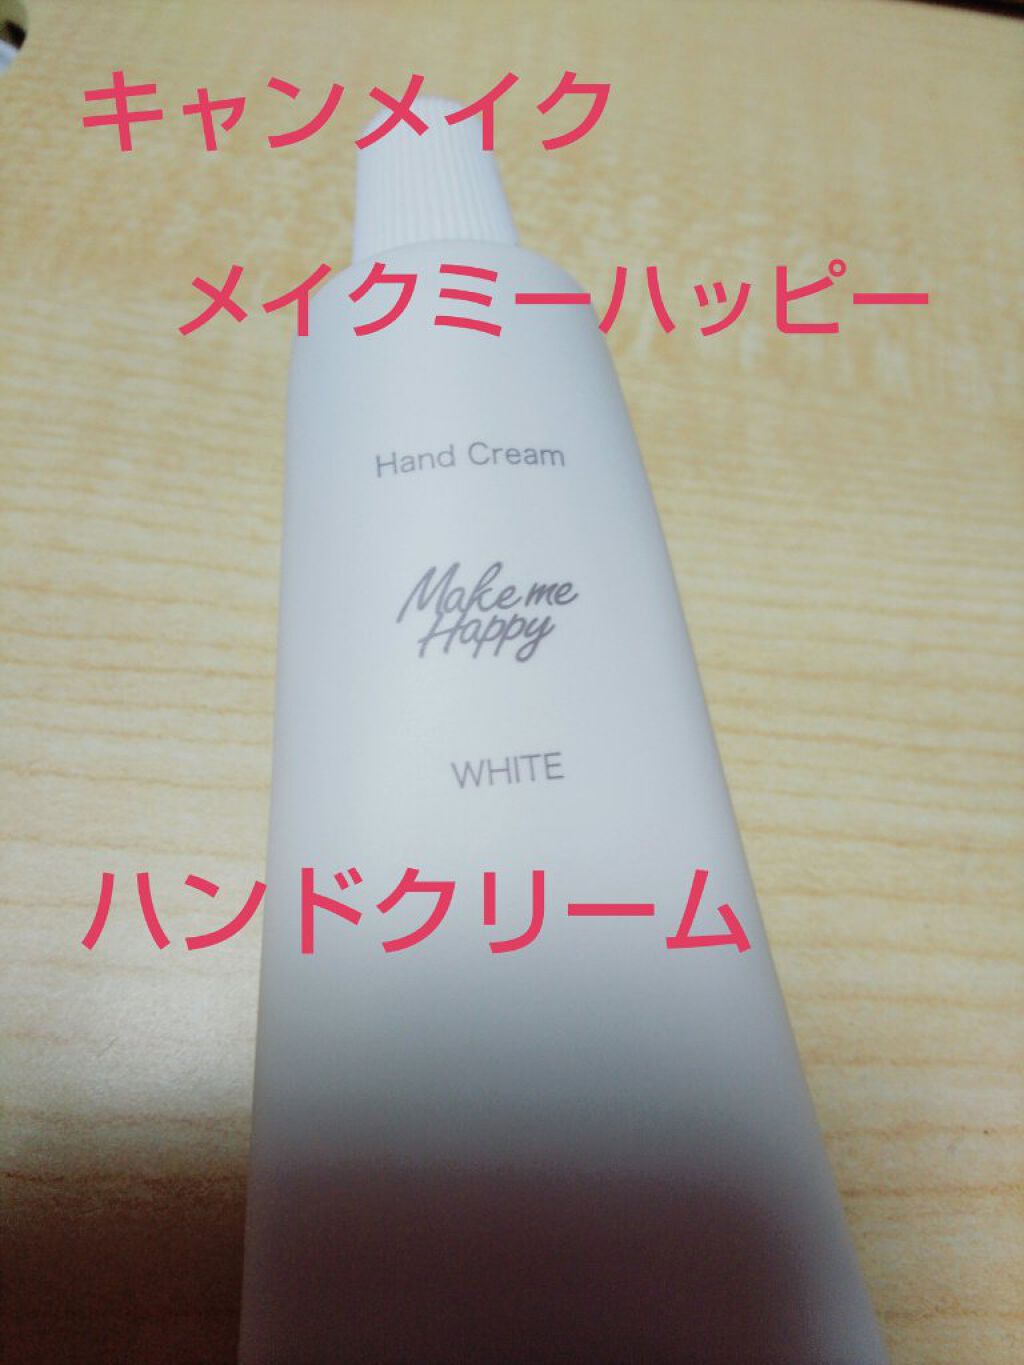 キャンメイク
メイクミーハッピー
Hand Cream
Make me
Happy
WHITE
ハンドクリーム